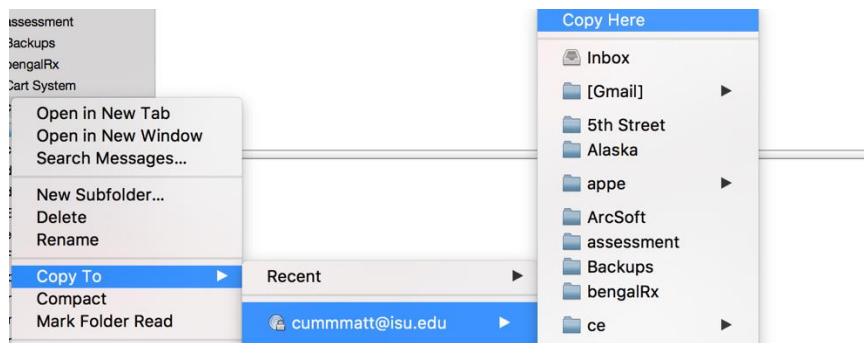 assessment
Backups
bengalRx
Cart System
Open in New Tab
Open in New Window
Search Messages...
New Subfolder...
Delete
Rename
Copy To
Compact
Mark Folder Read
Recent
cummmatt@isu.edu
Copy Here
Inbox
[Gmail]
5th Street
Alaska
appe
ArcSoft
assessment
Backups
bengalRx
ce